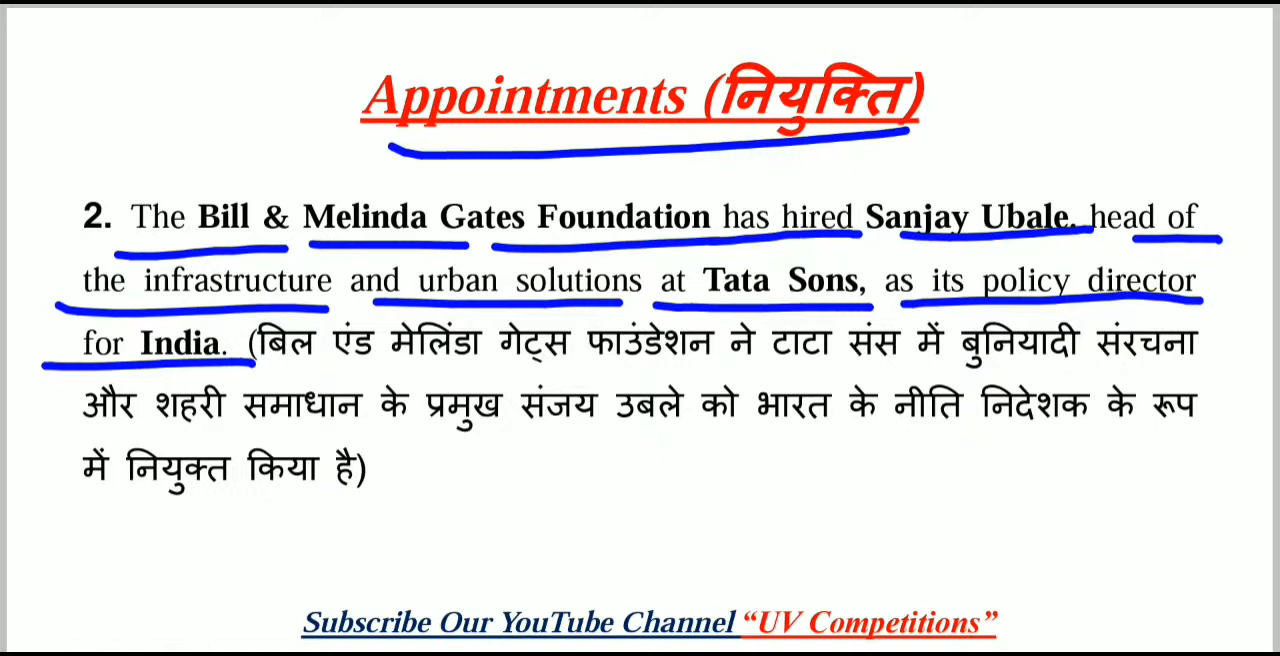 Appointments (नियुक्ति)
2. The Bill & Melinda Gates Foundation has hired Sanjay Ubale, head of
the infrastructure and urban solutions at Tata Sons, as its policy director
for India. (बिल एंड मेलिंडा गेट्स फाउंडेशन ने टाटा संस में बुनियादी संरचना
और शहरी समाधान के प्रमुख संजय उबले को भारत के नीति निदेशक के रूप
में नियुक्त किया है)
Subscribe Our YouTube Channel “UV Competitions”